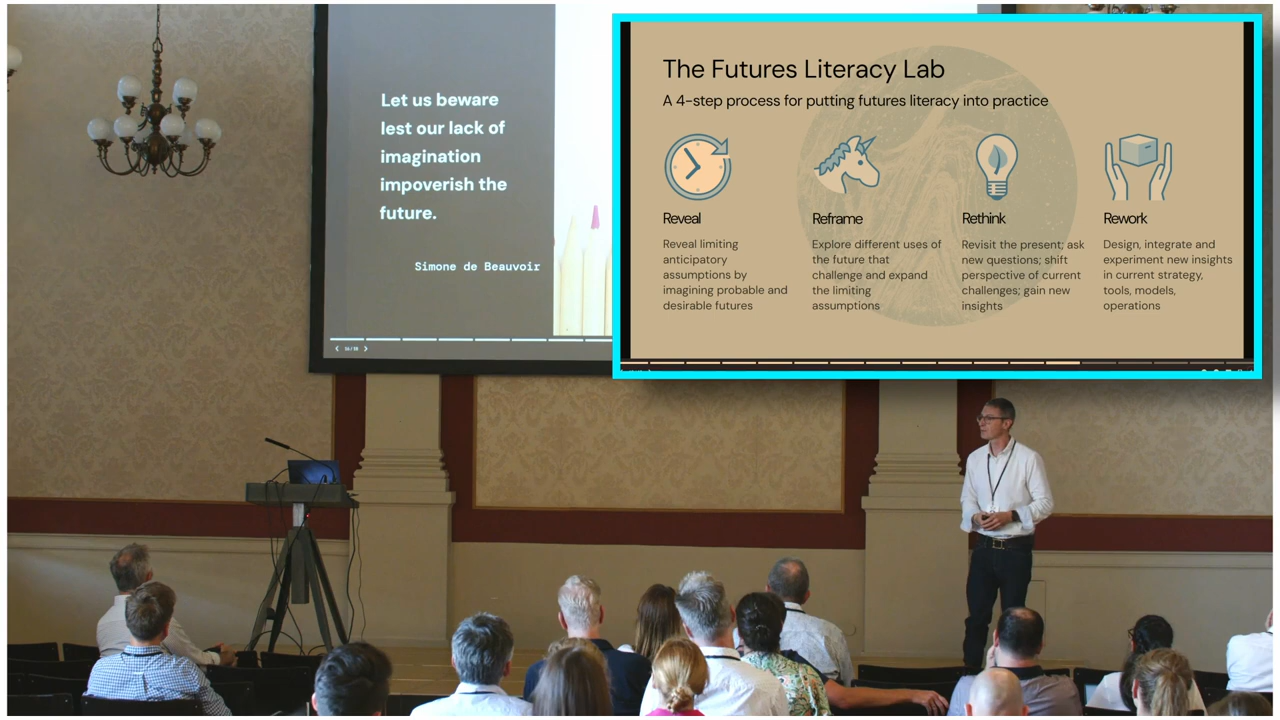 Let us beware
lest our lack of
imagination
impoverish the
future.
Simone de Beauvoir
The Futures Literacy Lab
A 4-step process for putting futures literacy into practice
Reveal
Reveal limiting
anticipatory
assumptions by
imagining probable and
desirable futures
Reframe
Explore different uses of
the future that
challenge and expand
the limiting
assumptions
Rethink
Revisit the present; ask
new questions; shift
perspective of current
challenges; gain new
insights
Rework
Design, integrate and
experiment new insights
in current strategy,
tools, models,
operations